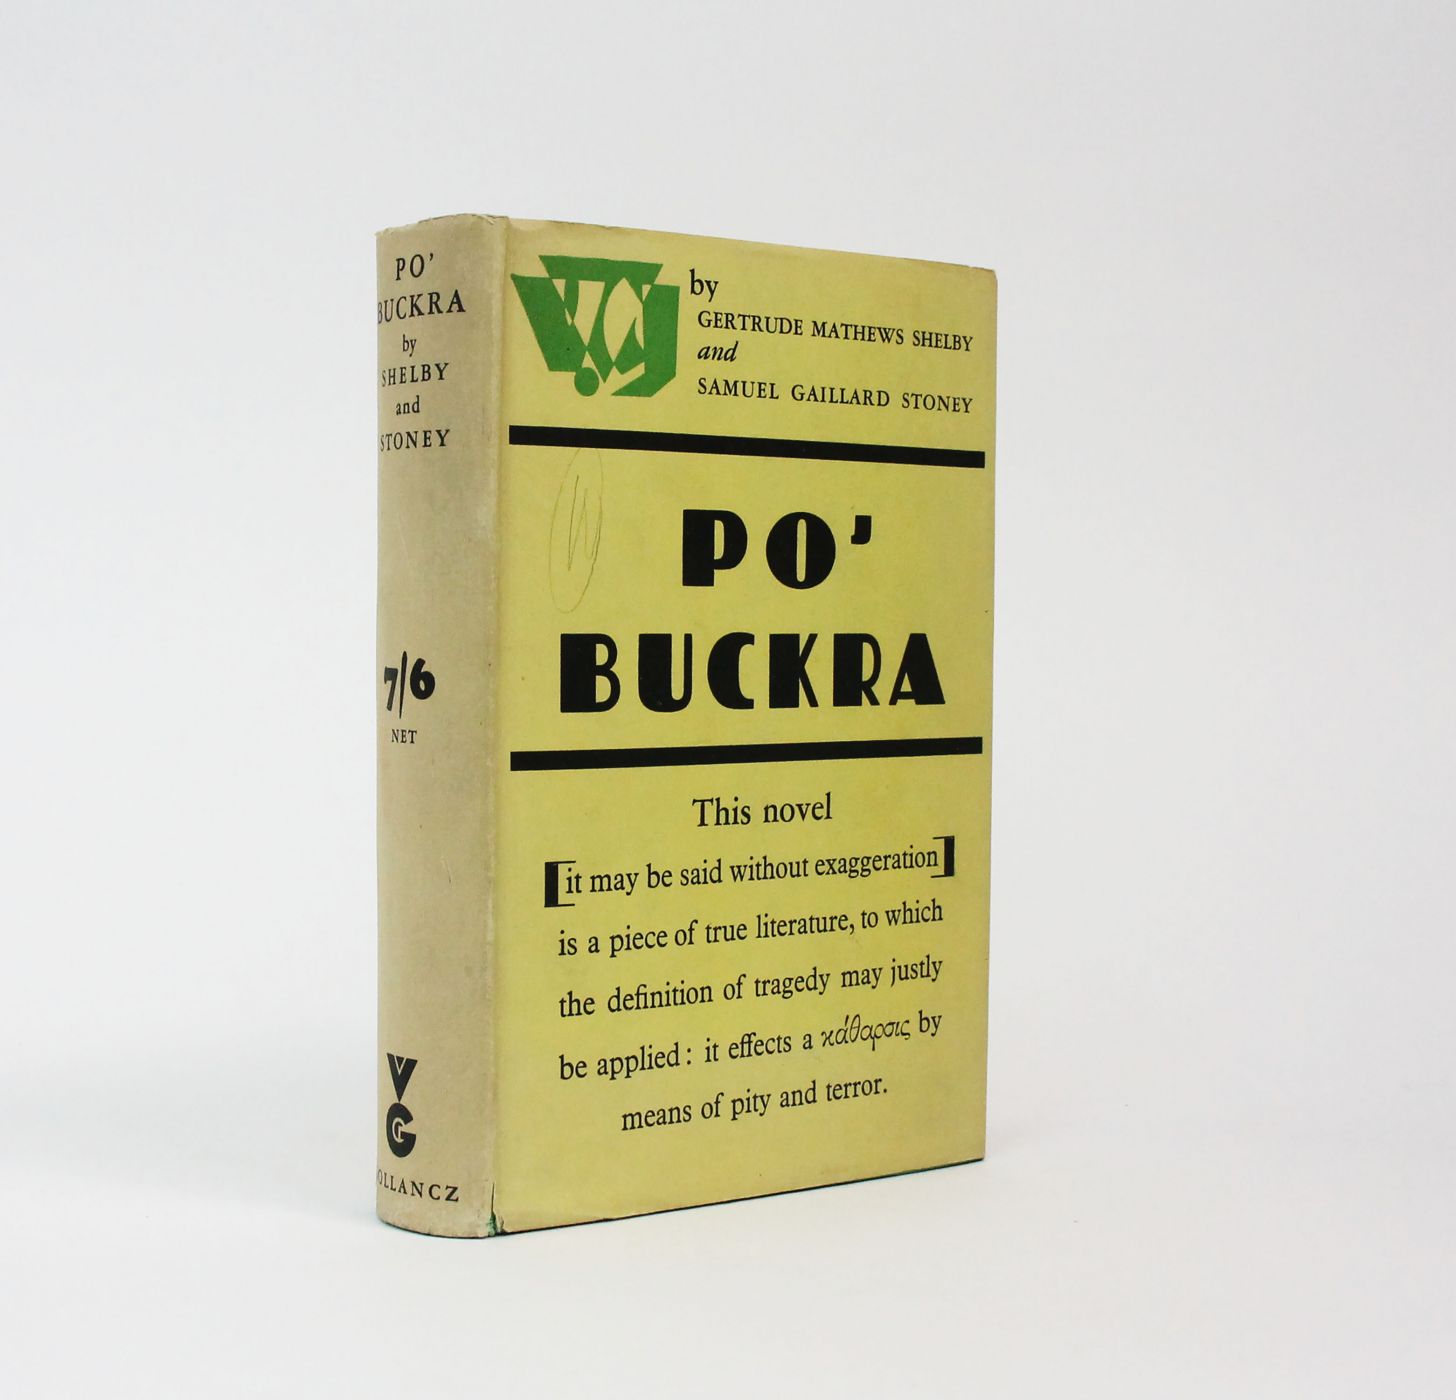 PO'
BUCKRA
by
SHELBY
and
STONEY
7/6
NET
VG
OLLANCZ
VG
by
GERTRUDE MATHEWS SHELBY
and
SAMUEL GAILLARD STONEY
PO'
BUCKRA
This novel
[it may be said without exaggeration]
is a piece of true literature, to which
the definition of tragedy may justly
be applied: it effects a κάθαρσις by
means of pity and terror.